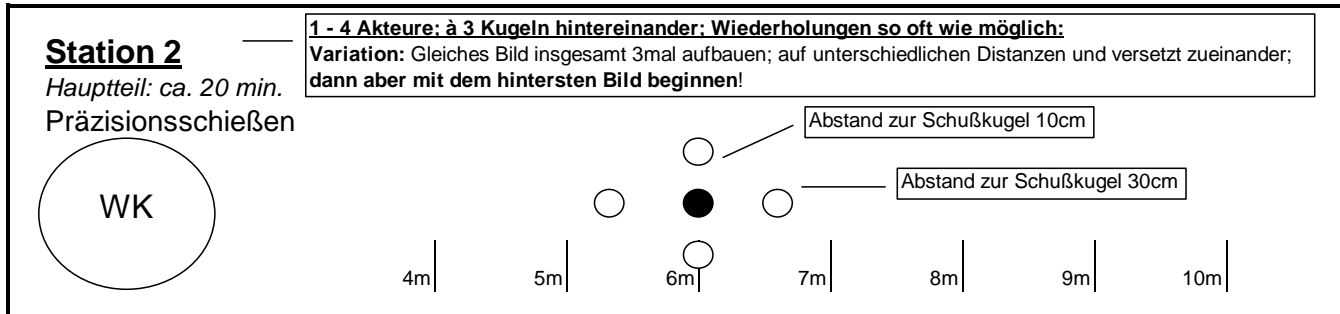 Station 2
Hauptteil: ca. 20 min.
Präzisionsschießen
1 - 4 Akteure; à 3 Kugeln hintereinander; Wiederholungen so oft wie möglich:
Variation: Gleiches Bild insgesamt 3mal aufbauen; auf unterschiedlichen Distanzen und versetzt zueinander;
dann aber mit dem hintersten Bild beginnen!
Abstand zur Schußkugel 10cm
Abstand zur Schußkugel 30cm
WK
4m 5m 6m 7m 8m 9m 10m